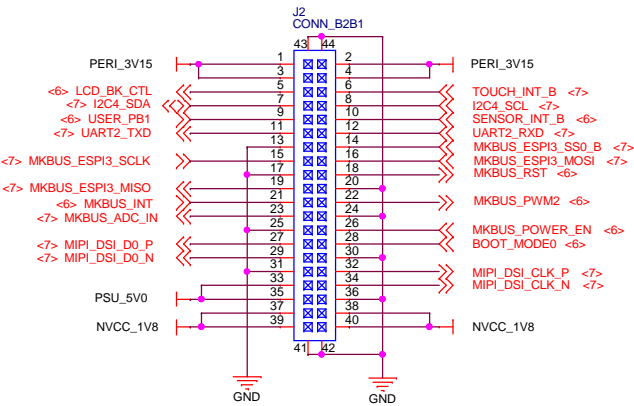 J2
CONN_B2B1
43 44
PERI_3V15 1 2 PERI_3V15
3 4
<6> LCD_BK_CTL 5 6 TOUCH_INT_B <7>
<7> I2C4_SDA 7 8 I2C4_SCL <7>
<6> USER_PB1 9 10 SENSOR_INT_B <6>
<7> UART2_TXD 11 12 UART2_RXD <7>
13 14 MKBUS_ESPI3_SS0_B <7>
<7> MKBUS_ESPI3_SCLK 15 16 MKBUS_ESPI3_MOSI <7>
17 18 MKBUS_RST <6>
<7> MKBUS_ESPI3_MISO 19 20
<6> MKBUS_INT 21 22 MKBUS_PWM2 <6>
<7> MKBUS_ADC_IN 23 24
25 26 MKBUS_POWER_EN <6>
<7> MIPI_DSI_D0_P 27 28 BOOT_MODE0 <6>
<7> MIPI_DSI_D0_N 29 30
31 32 MIPI_DSI_CLK_P <7>
33 34 MIPI_DSI_CLK_N <7>
PSU_5V0 35 36
37 38
NVCC_1V8 39 40 NVCC_1V8
41 42
GND GND